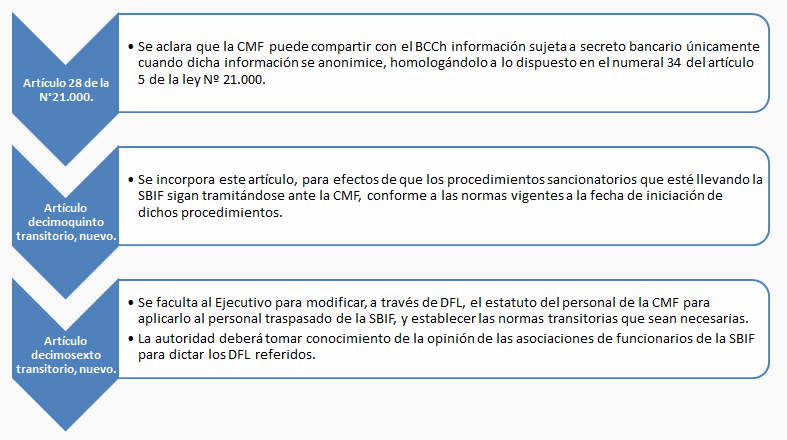 Artículo 28 de la
N°21.000.
• Se aclara que la CMF puede compartir con el BCCh información sujeta a secreto bancario únicamente
cuando dicha información se anonimice, homologándolo a lo dispuesto en el numeral 34 del artículo
5 de la ley Nº 21.000.
Artículo
decimoquinto
transitorio, nuevo.
• Se incorpora este artículo, para efectos de que los procedimientos sancionatorios que esté llevando la
SBIF sigan tramitándose ante la CMF, conforme a las normas vigentes a la fecha de iniciación de
dichos procedimientos.
Artículo
decimosexto
transitorio, nuevo.
• Se faculta al Ejecutivo para modificar, a través de DFL, el estatuto del personal de la CMF para
aplicarlo al personal traspasado de la SBIF, y establecer las normas transitorias que sean necesarias.
• La autoridad deberá tomar conocimiento de la opinión de las asociaciones de funcionarios de la SBIF
para dictar los DFL referidos.